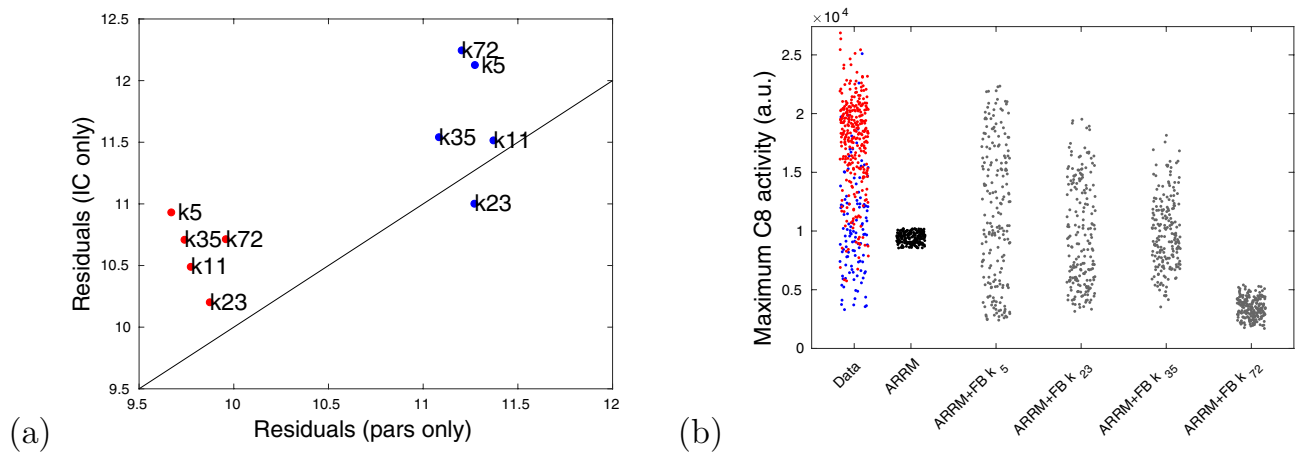 12.5
12
11.5
11
10.5
10
9.5
9.5
10
10.5
11
11.5
12
Residuals (IC only)
Residuals (pars only)
k72
k5
k35
k11
k23
k5
k35
k72
k11
k23
(a)
× 10⁴
2.5
2
1.5
1
0.5
0
Maximum C8 activity (a.u.)
Data
ARRM
ARRM+FB k ₅
ARRM+FB k ₂₃
ARRM+FB k ₃₅
ARRM+FB k ₇₂
(b)